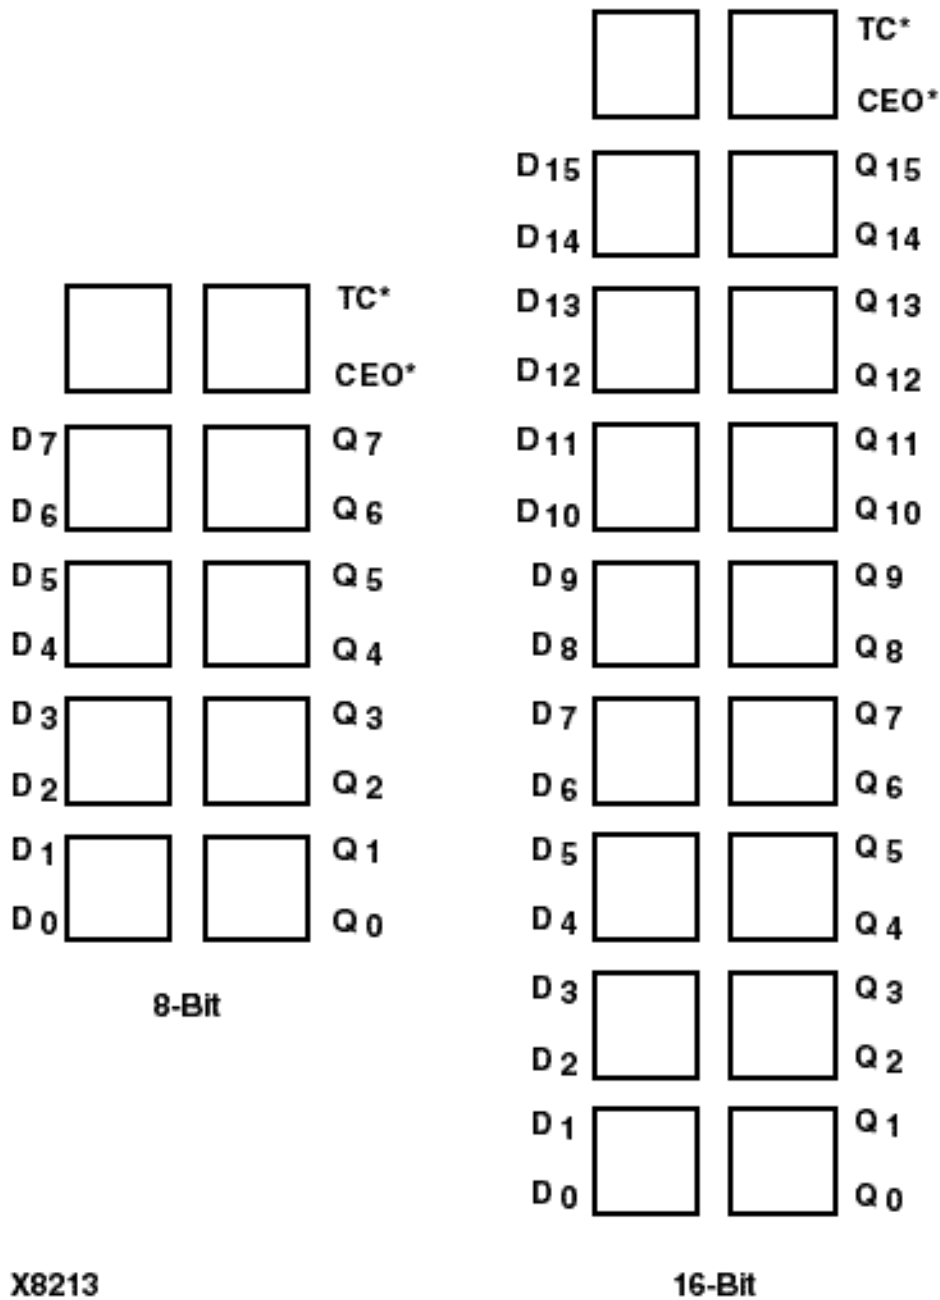 TC*
CEO*
D7 Q7
D6 Q6
D5 Q5
D4 Q4
D3 Q3
D2 Q2
D1 Q1
D0 Q0
8-Bit
TC*
CEO*
D15 Q15
D14 Q14
D13 Q13
D12 Q12
D11 Q11
D10 Q10
D9 Q9
D8 Q8
D7 Q7
D6 Q6
D5 Q5
D4 Q4
D3 Q3
D2 Q2
D1 Q1
D0 Q0
16-Bit
X8213